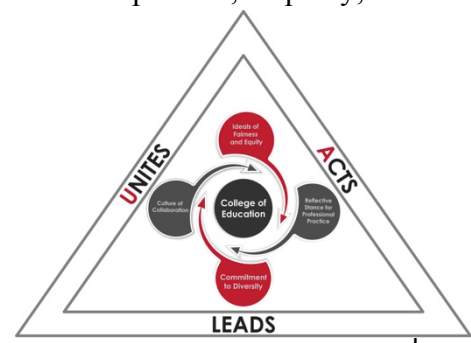 Ideals of
Fairness
and Equity
UNITES
ACTS
Culture of
Collaboration
College of
Education
Reflective
Stance for
Professional
Practice
Commitment
to Diversity
LEADS